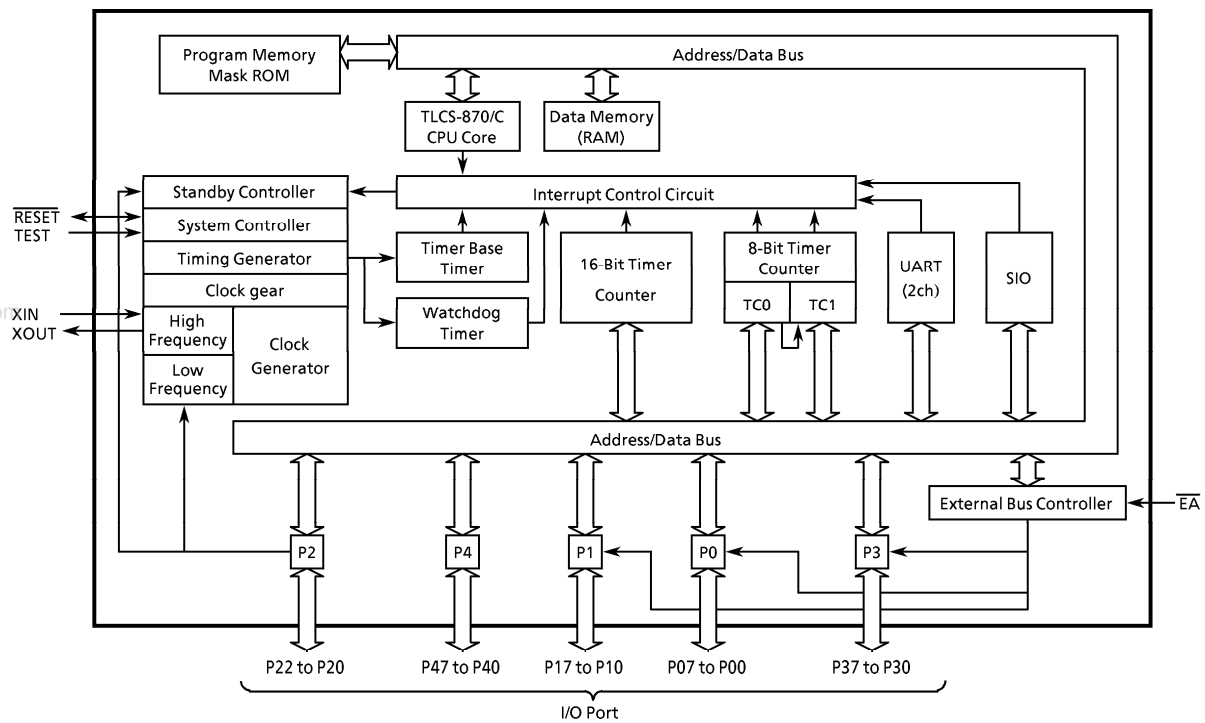 Program Memory
Mask ROM
Address/Data Bus
TLCS-870/C
CPU Core
Data Memory
(RAM)
Standby Controller
Interrupt Control Circuit
RESET
TEST
System Controller
Timing Generator
Clock gear
Timer Base
Timer
16-Bit Timer
Counter
8-Bit Timer
Counter
TC0
TC1
UART
(2ch)
SIO
XIN
XOUT
High
Frequency
Clock
Generator
Low
Frequency
Watchdog
Timer
Address/Data Bus
External Bus Controller
EA
P2
P4
P1
P0
P3
P22 to P20
P47 to P40
P17 to P10
P07 to P00
P37 to P30
I/O Port